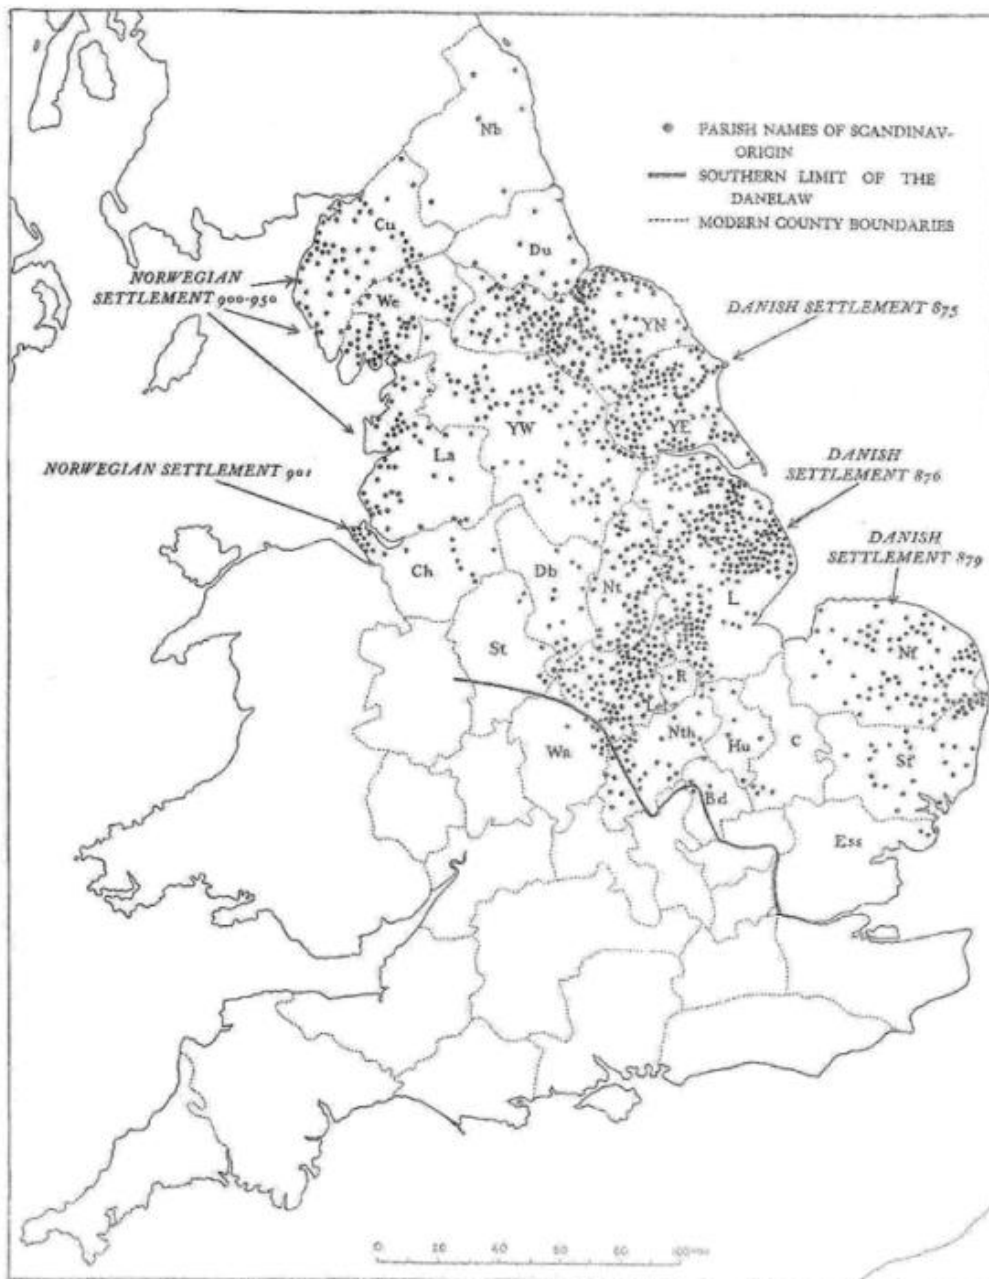 PARISH NAMES OF SCANDINAV-
ORIGIN
SOUTHERN LIMIT OF THE
DANELAW
MODERN COUNTY BOUNDARIES
Nb
Cu
Du
NORWEGIAN
SETTLEMENT 900-950
We
YN
DANISH SETTLEMENT 875
YW
YE
La
NORWEGIAN SETTLEMENT 901
DANISH
SETTLEMENT 876
DANISH
SETTLEMENT 879
Ch
Db
Nt
L
St
R
Nf
Wa
Nth
Hu
C
Bd
Ess
0 20 40 60 80